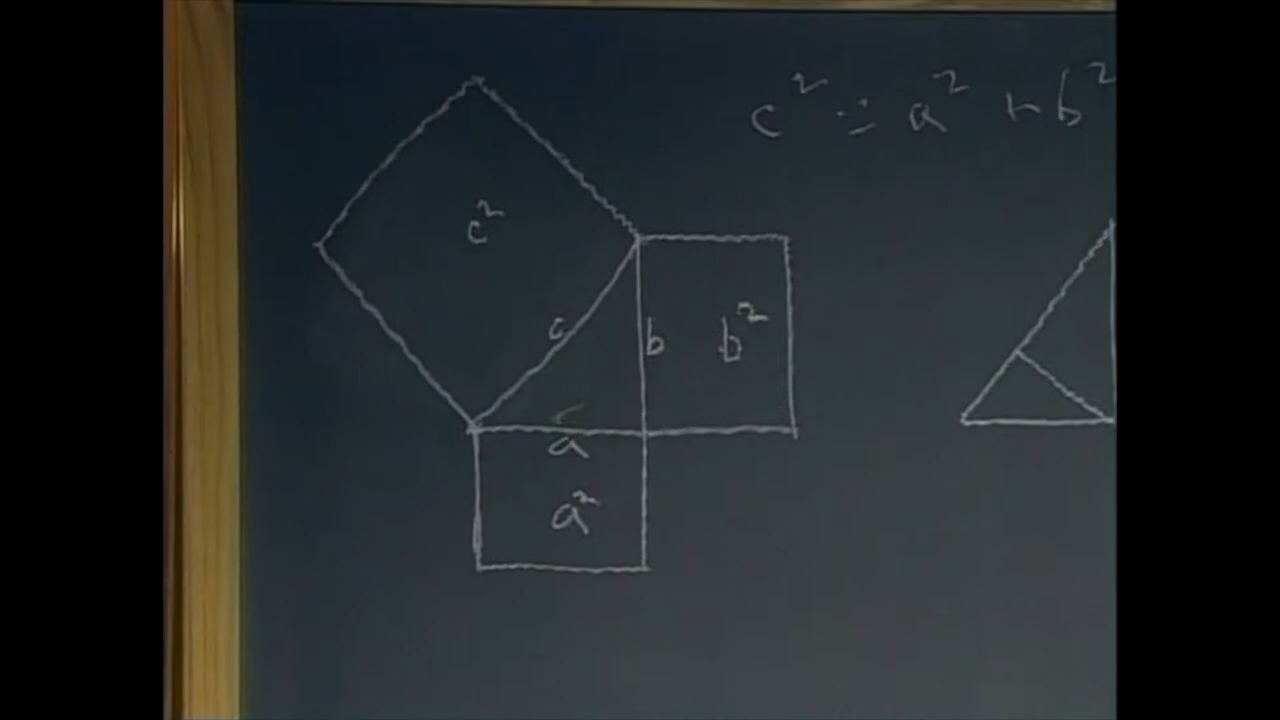 c² = a² + b²
c²
c
b
b²
a
a²